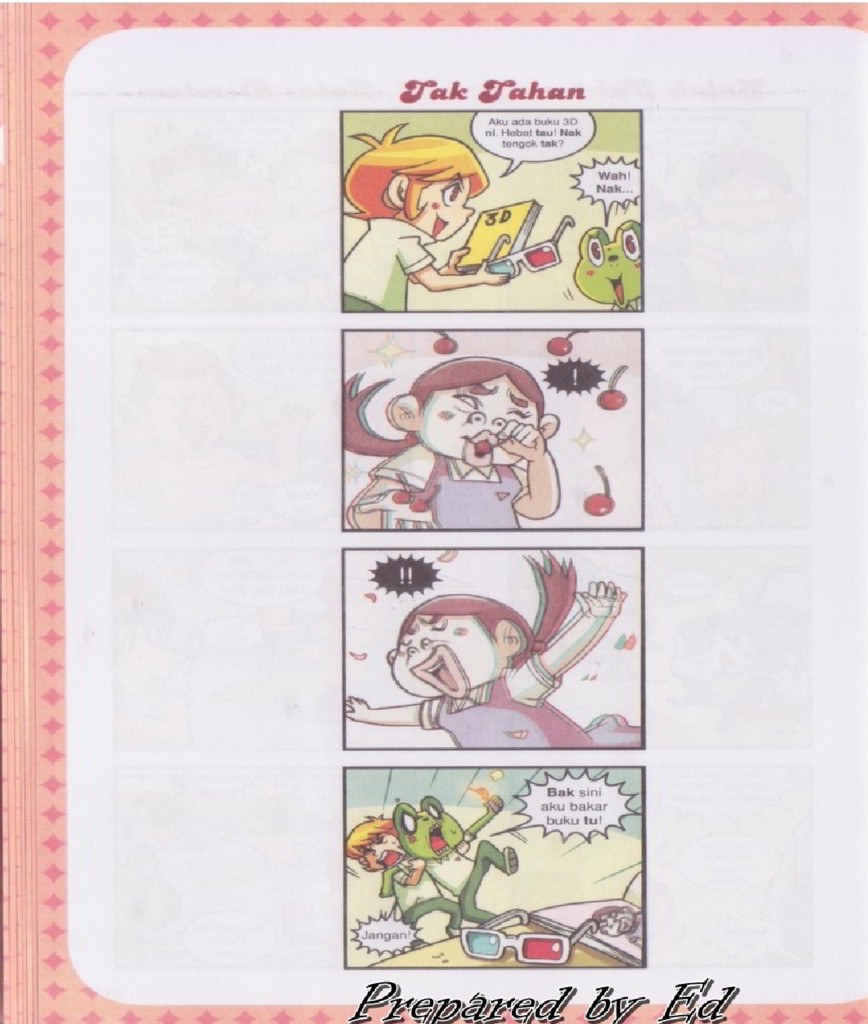 Tak Tahan
Aku ada buku 3D
ni. Hebat tau! Nak
tengok tak?
Wah!
Nak...
3D
!
!!
Bak sini
aku bakar
buku tu!
Jangan!
Prepared by Ed